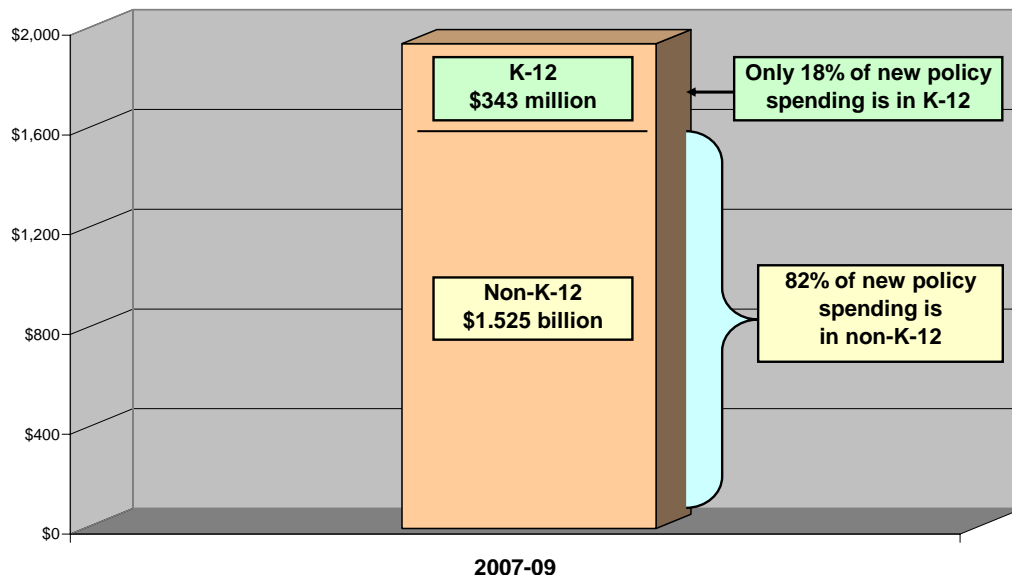 $2,000
$1,600
$1,200
$800
$400
$0
K-12
$343 million
Only 18% of new policy
spending is in K-12
Non-K-12
$1.525 billion
82% of new policy
spending is
in non-K-12
2007-09